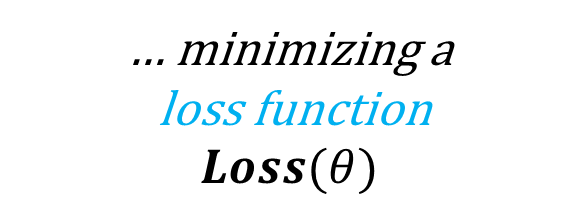 ... minimizing a
loss function
Loss(θ)